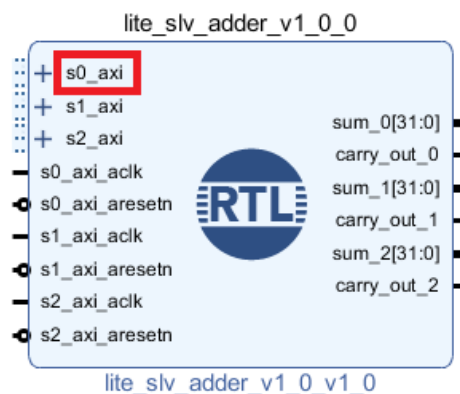 lite_slv_adder_v1_0_0
s0_axi
s1_axi
s2_axi
s0_axi_aclk
s0_axi_aresetn
s1_axi_aclk
s1_axi_aresetn
s2_axi_aclk
s2_axi_aresetn
RTL
sum_0[31:0]
carry_out_0
sum_1[31:0]
carry_out_1
sum_2[31:0]
carry_out_2
lite_slv_adder_v1_0_v1_0